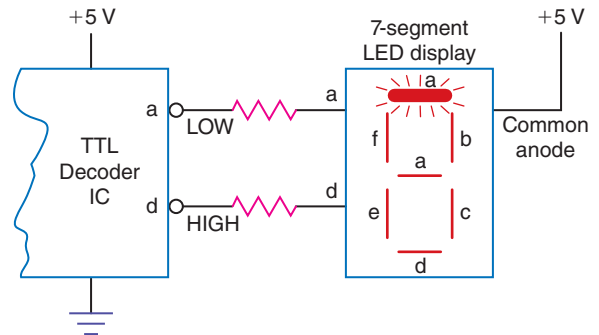 +5 V
+5 V
7-segment
LED display
a
LOW
a
a
f
b
Common
anode
TTL
Decoder
IC
a
d
HIGH
d
e
c
d